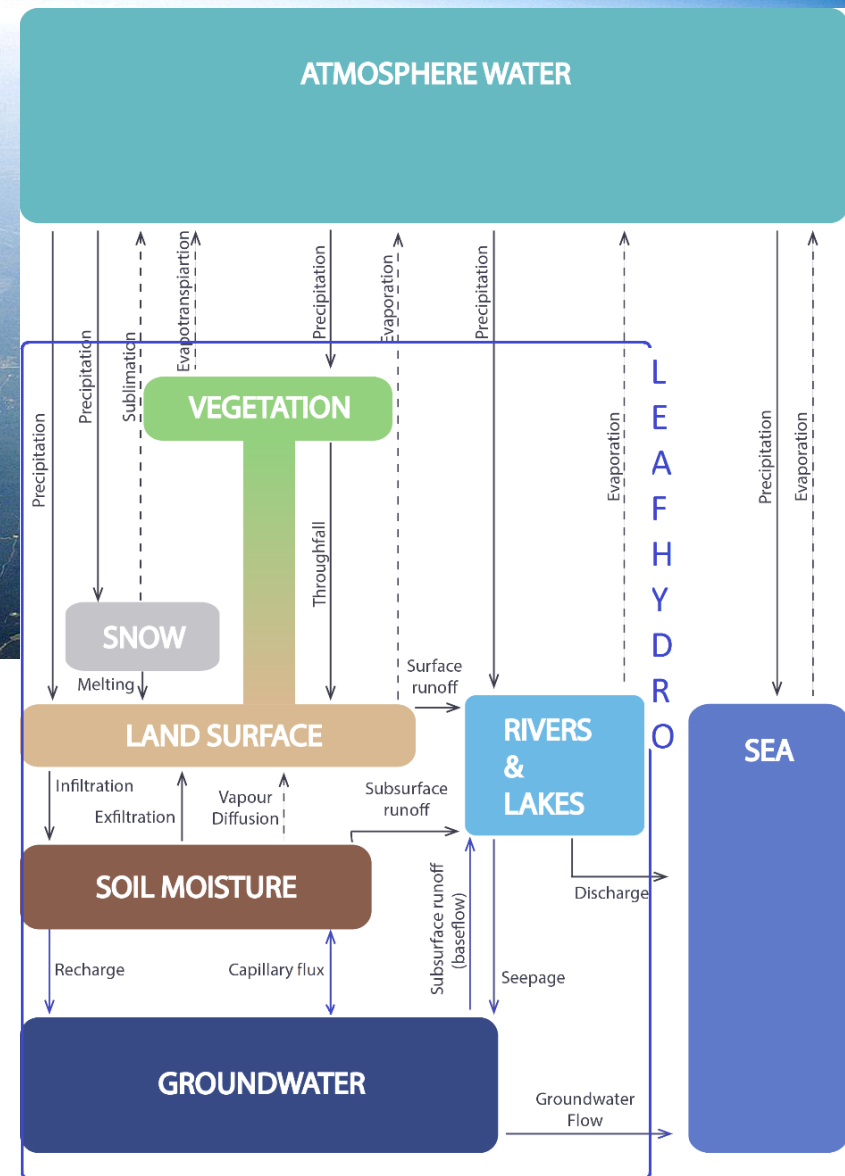 ATMOSPHERE WATER
Precipitation
Precipitation
Sublimation
Evapotranspiartion
Precipitation
Evaporation
Precipitation
Evaporation
Precipitation
Evaporation
LEAFHYDRO
VEGETATION
Throughfall
SNOW
Melting
LAND SURFACE
Surface
runoff
RIVERS
&
LAKES
SEA
Infiltration
Exfiltration
Vapour
Diffusion
Subsurface
runoff
SOIL MOISTURE
Discharge
Recharge
Capillary flux
Subsurface runoff
(baseflow)
Seepage
GROUNDWATER
Groundwater
Flow